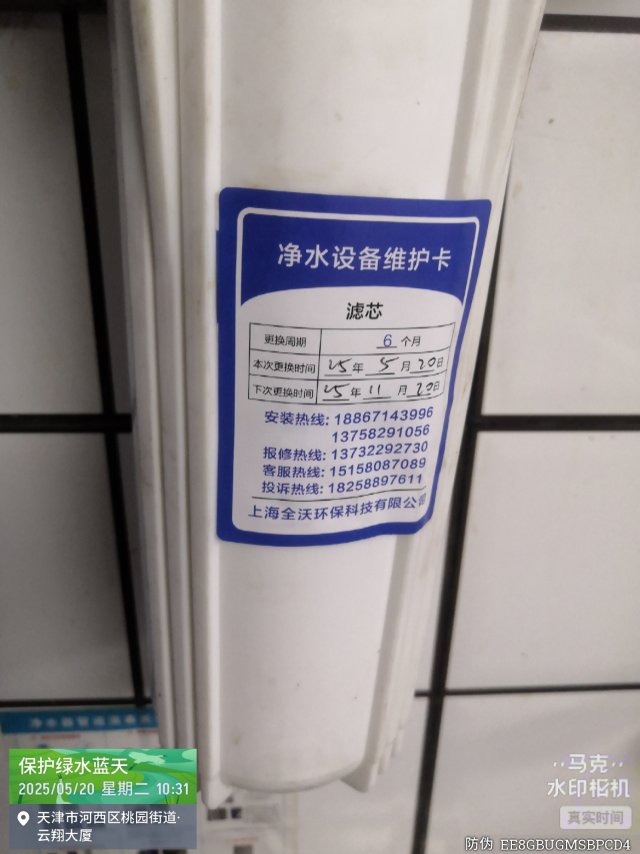 净水设备维护卡
滤芯
更换周期 6 个月
本次更换时间 25年 5月20日
下次更换时间 25年 11月20日
安装热线: 18867143996
13758291056
报修热线: 13732292730
客服热线: 15158087089
投诉热线: 18258897611
上海全沃环保科技有限公司
保护绿水蓝天
2025/05/20 星期二 10:31
天津市河西区桃园街道·
云翔大厦
马克
水印相机
真实时间
防伪 EE8GBUGMSBPCD4